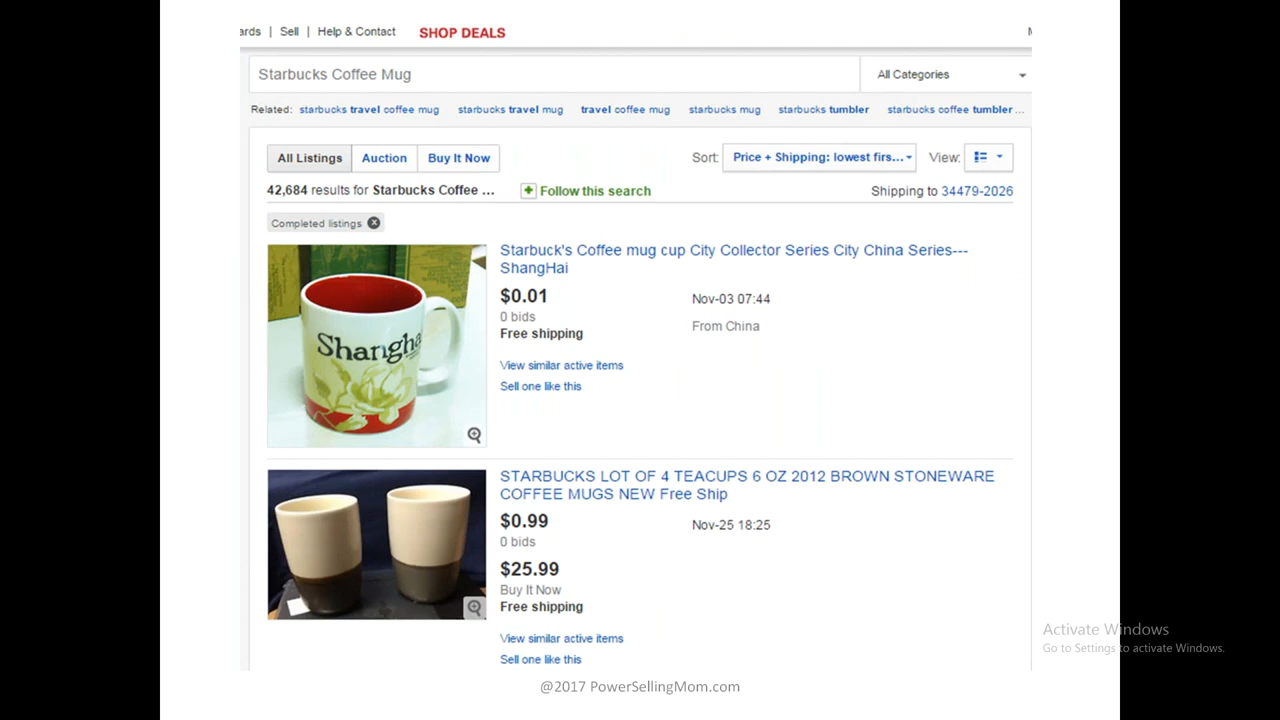 ards | Sell | Help & Contact SHOP DEALS
Starbucks Coffee Mug All Categories
Related: starbucks travel coffee mug starbucks travel mug travel coffee mug starbucks mug starbucks tumbler starbucks coffee tumbler ...
All Listings Auction Buy It Now Sort: Price + Shipping: lowest firs... View:
42,684 results for Starbucks Coffee ... Follow this search Shipping to 34479-2026
Completed listings
Starbuck's Coffee mug cup City Collector Series City China Series---
ShangHai
$0.01 Nov-03 07:44
0 bids From China
Free shipping
View similar active items
Sell one like this
Shangha
STARBUCKS LOT OF 4 TEACUPS 6 OZ 2012 BROWN STONEWARE
COFFEE MUGS NEW Free Ship
$0.99 Nov-25 18:25
0 bids
$25.99
Buy It Now
Free shipping
View similar active items
Sell one like this
Activate Windows
Go to Settings to activate Windows.
@2017 PowerSellingMom.com